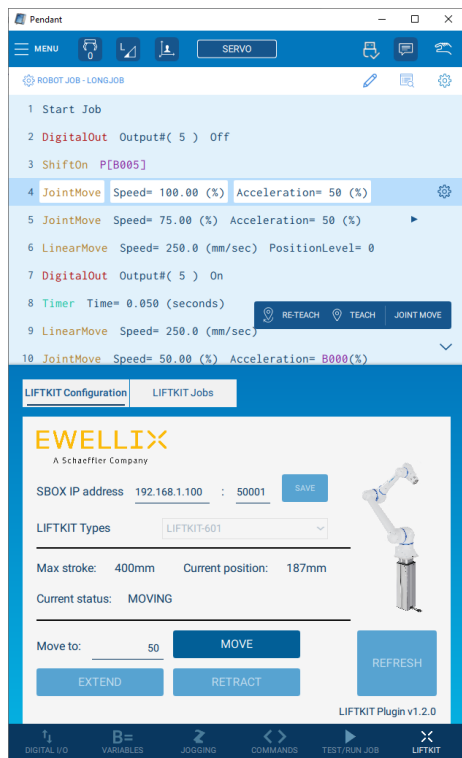 Pendant
MENU 0 L SERVO
ROBOT JOB - LONGJOB
1 Start Job
2 DigitalOut Output#( 5 ) Off
3 ShiftOn P[B005]
4 JointMove Speed= 100.00 (%) Acceleration= 50 (%)
5 JointMove Speed= 75.00 (%) Acceleration= 50 (%)
6 LinearMove Speed= 250.0 (mm/sec) PositionLevel= 0
7 DigitalOut Output#( 5 ) On
8 Timer Time= 0.050 (seconds)
RE-TEACH TEACH JOINT MOVE
9 LinearMove Speed= 250.0 (mm/sec)
10 JointMove Speed= 50.00 (%) Acceleration= B000(%)
LIFTKIT Configuration LIFTKIT Jobs
EWELLIX
A Schaeffler Company
SBOX IP address 192.168.1.100 : 50001 SAVE
LIFTKIT Types LIFTKIT-601
Max stroke: 400mm Current position: 187mm
Current status: MOVING
Move to: 50 MOVE
EXTEND RETRACT REFRESH
LIFTKIT Plugin v1.2.0
DIGITAL I/O B= VARIABLES JOGGING COMMANDS TEST/RUN JOB LIFTKIT